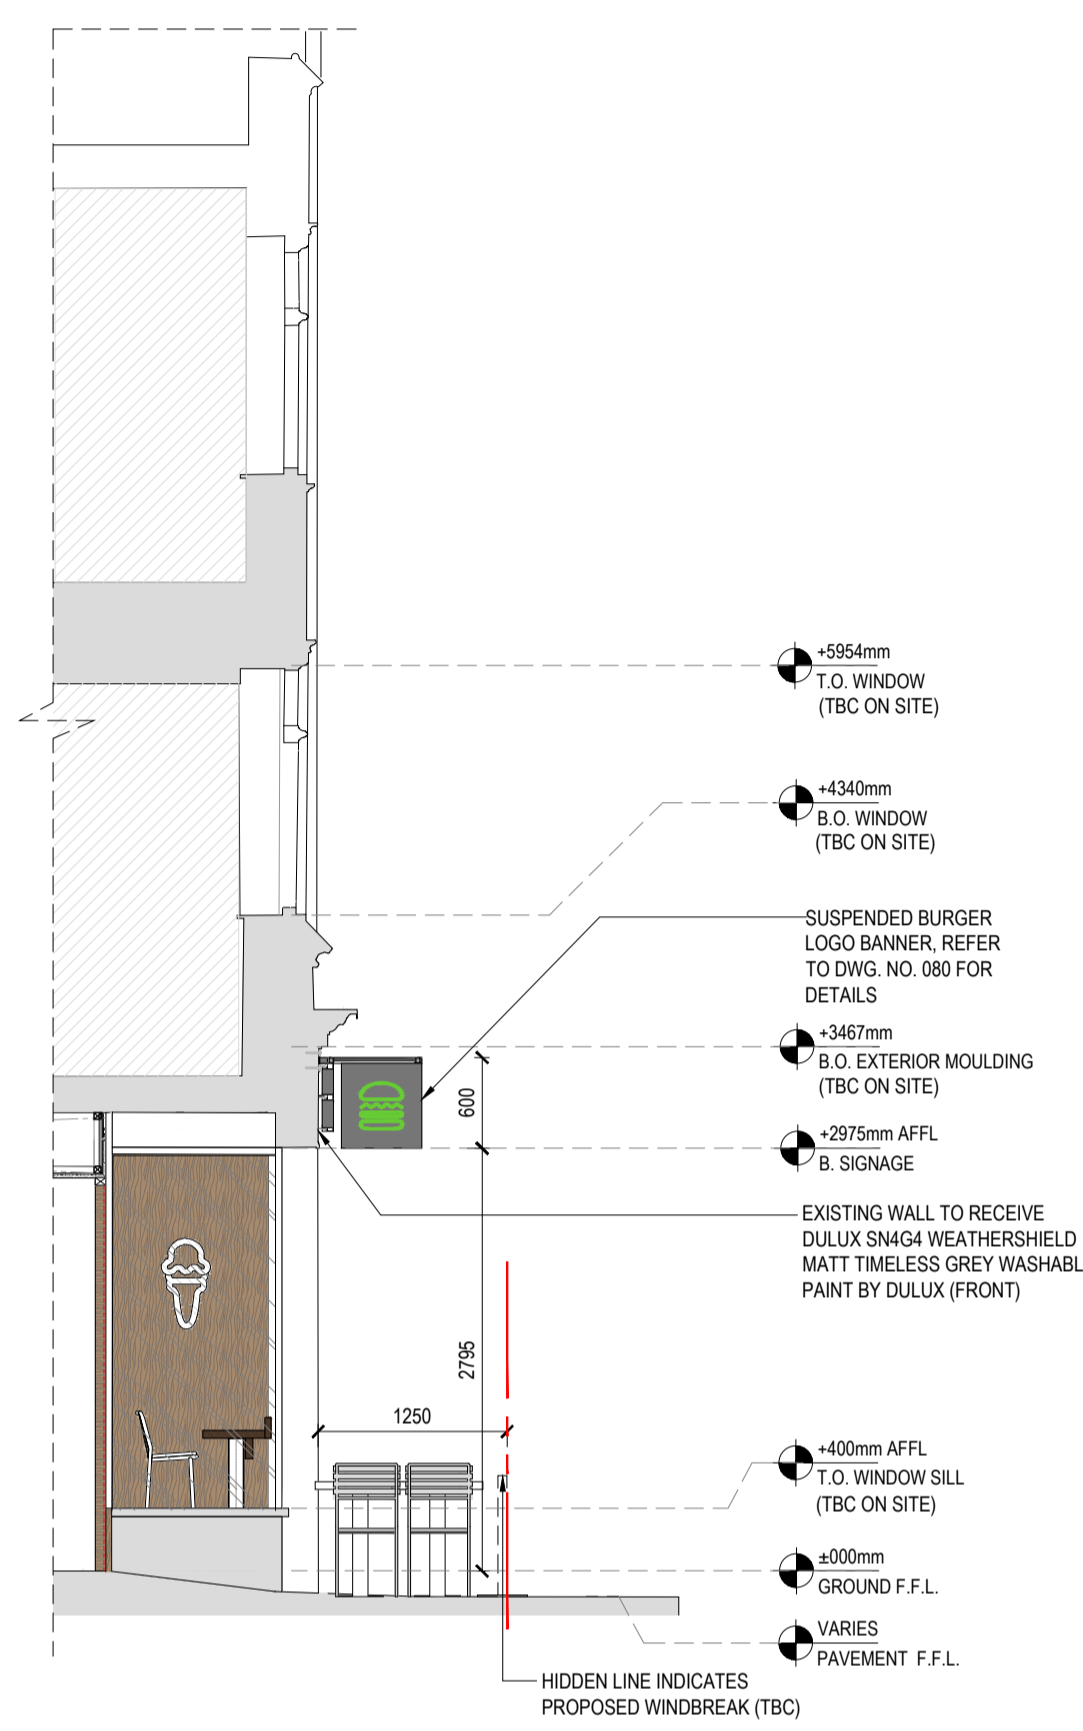 +5954mm
T.O. WINDOW
(TBC ON SITE)
+4340mm
B.O. WINDOW
(TBC ON SITE)
SUSPENDED BURGER
LOGO BANNER, REFER
TO DWG. NO. 080 FOR
DETAILS
+3467mm
B.O. EXTERIOR MOULDING
(TBC ON SITE)
600
+2975mm AFFL
B. SIGNAGE
EXISTING WALL TO RECEIVE
DULUX SN4G4 WEATHERSHIELD
MATT TIMELESS GREY WASHABL
PAINT BY DULUX (FRONT)
2795
1250
+400mm AFFL
T.O. WINDOW SILL
(TBC ON SITE)
±000mm
GROUND F.F.L.
VARIES
PAVEMENT F.F.L.
HIDDEN LINE INDICATES
PROPOSED WINDBREAK (TBC)